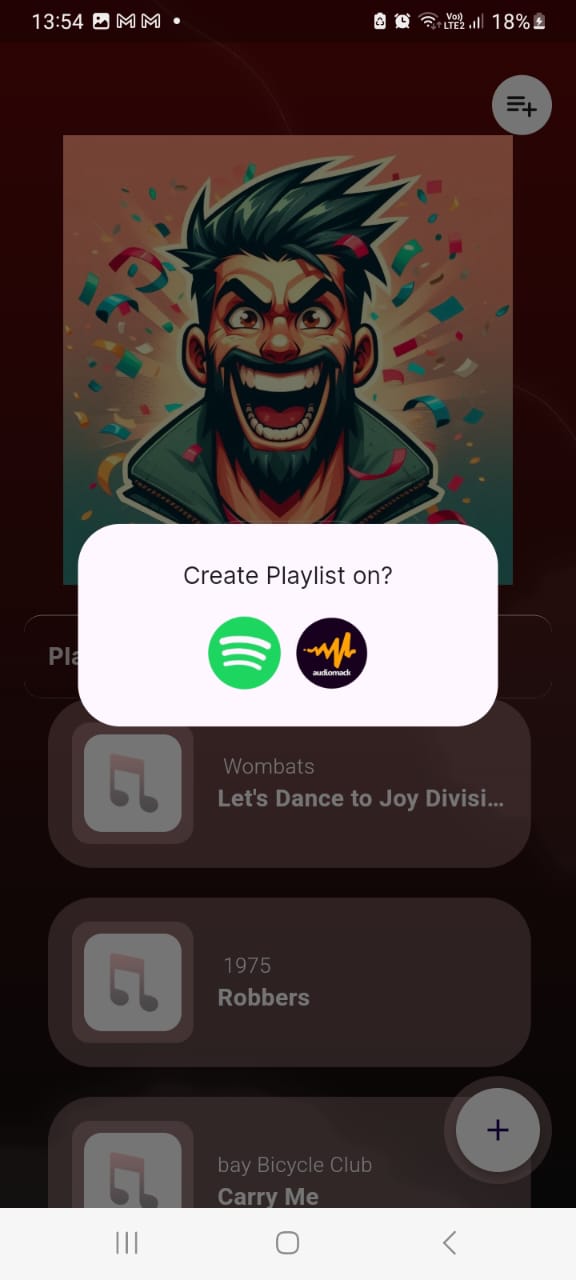 13:54
Vo))
LTE2
18%
Create Playlist on?
audiomack
Pla
Wombats
Let's Dance to Joy Divisi...
1975
Robbers
bay Bicycle Club
Carry Me